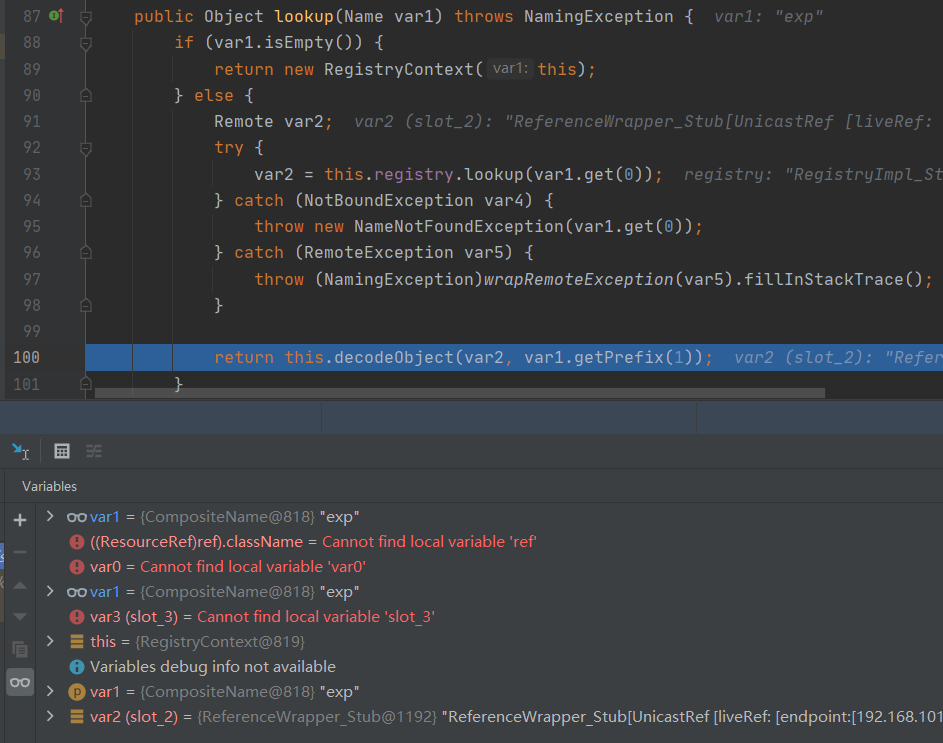 87 public Object lookup(Name var1) throws NamingException { var1: "exp"
88 if (var1.isEmpty()) {
89 return new RegistryContext( var1: this);
90 } else {
91 Remote var2; var2 (slot_2): "ReferenceWrapper_Stub[UnicastRef [liveRef:
92 try {
93 var2 = this.registry.lookup(var1.get(0)); registry: "RegistryImpl_St
94 } catch (NotBoundException var4) {
95 throw new NameNotFoundException(var1.get(0));
96 } catch (RemoteException var5) {
97 throw (NamingException)wrapRemoteException(var5).fillInStackTrace();
98 }
99
100 return this.decodeObject(var2, var1.getPrefix(1)); var2 (slot_2): "Refer
101 }
Variables
var1 = {CompositeName@818} "exp"
((ResourceRef)ref).className = Cannot find local variable 'ref'
var0 = Cannot find local variable 'var0'
var1 = {CompositeName@818} "exp"
var3 (slot_3) = Cannot find local variable 'slot_3'
this = {RegistryContext@819}
Variables debug info not available
var1 = {CompositeName@818} "exp"
var2 (slot_2) = {ReferenceWrapper_Stub@1192} "ReferenceWrapper_Stub[UnicastRef [liveRef: [endpoint:[192.168.101